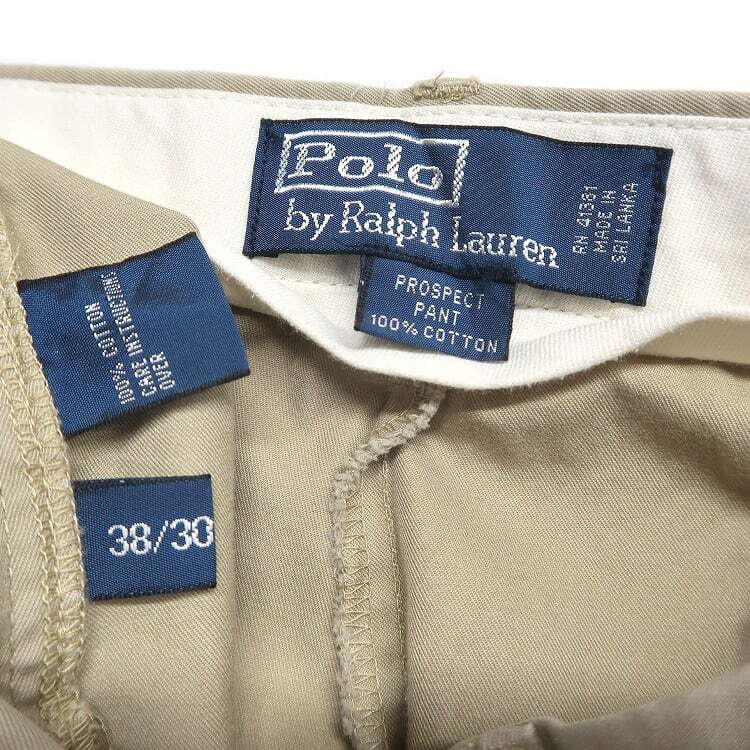 Polo
by Ralph Lauren
RN 41381
MADE IN
SRI LANKA
PROSPECT
PANT
100% COTTON
100% COTTON
CARE INSTRUCTIONS
OVER
38/30